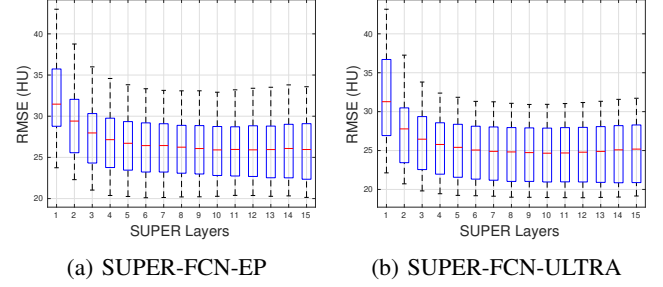 40
35
30
25
20
RMSE (HU)
1 2 3 4 5 6 7 8 9 10 11 12 13 14 15
SUPER Layers
(a) SUPER-FCN-EP
40
35
30
25
20
RMSE (HU)
1 2 3 4 5 6 7 8 9 10 11 12 13 14 15
SUPER Layers
(b) SUPER-FCN-ULTRA